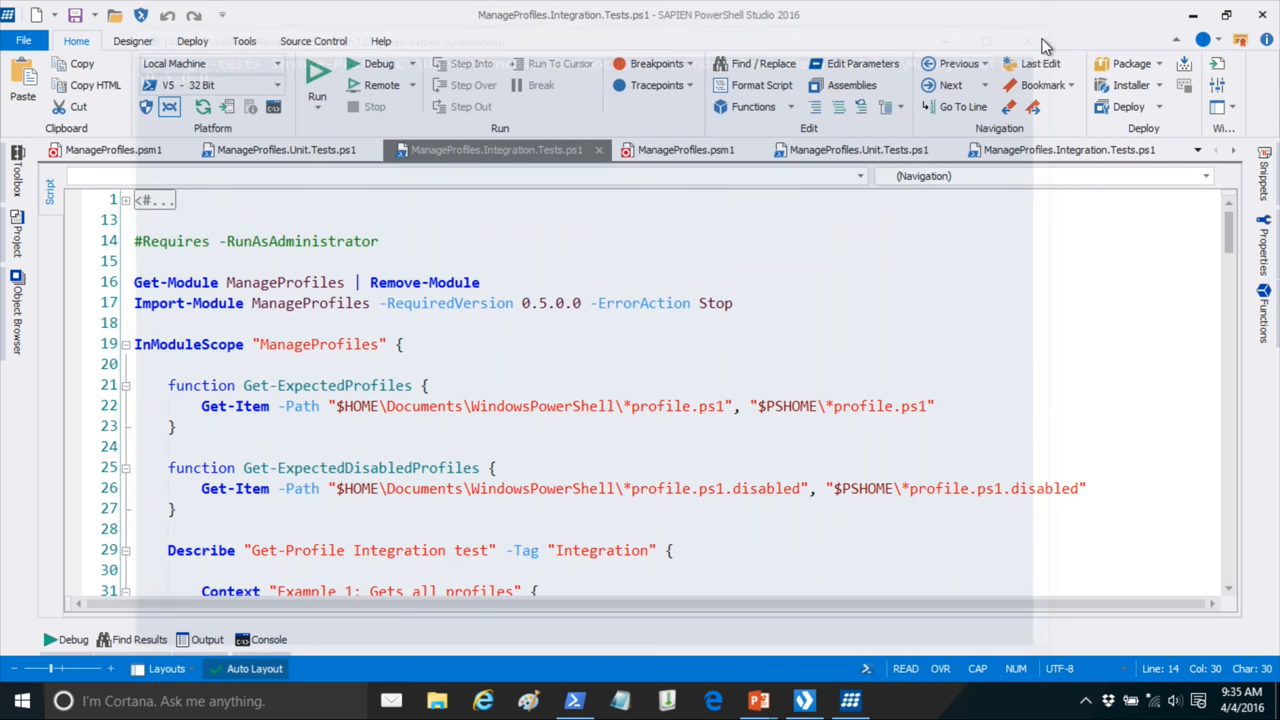 ManageProfiles.Integration.Tests.ps1 - SAPIEN PowerShell Studio 2016
File Home Designer Deploy Tools Source Control Help
Paste Copy Copy HTML Cut Clipboard
Local Machine
V5 - 32 Bit
Platform
Run Debug Remote Stop Step Into Step Over Step Out Run To Cursor Break Breakpoints Tracepoints
Run
Find / Replace Format Script Functions Edit Parameters Assemblies
Edit
Previous Next Go To Line Last Edit Bookmark
Navigation
Package Installer Deploy
Deploy
Wi...
ManageProfiles.psm1 ManageProfiles.Unit.Tests.ps1 ManageProfiles.Integration.Tests.ps1 ManageProfiles.psm1 ManageProfiles.Unit.Tests.ps1 ManageProfiles.Integration.Tests.ps1
(Navigation)
Toolbox
Project
Object Browser
Script
Snippets
Properties
Functions
1 <#...
13
14 #Requires -RunAsAdministrator
15
16 Get-Module ManageProfiles | Remove-Module
17 Import-Module ManageProfiles -RequiredVersion 0.5.0.0 -ErrorAction Stop
18
19 InModuleScope "ManageProfiles" {
20
21 function Get-ExpectedProfiles {
22 Get-Item -Path "$HOME\Documents\WindowsPowerShell\*profile.ps1", "$PSHOME\*profile.ps1"
23 }
24
25 function Get-ExpectedDisabledProfiles {
26 Get-Item -Path "$HOME\Documents\WindowsPowerShell\*profile.ps1.disabled", "$PSHOME\*profile.ps1.disabled"
27 }
28
29 Describe "Get-Profile Integration test" -Tag "Integration" {
30
31 Context "Example 1: Gets all profiles" {
Debug Find Results Output Console
Layouts Auto Layout READ OVR CAP NUM UTF-8 Line: 14 Col: 30 Char: 30
I'm Cortana. Ask me anything.
9:35 AM
4/4/2016